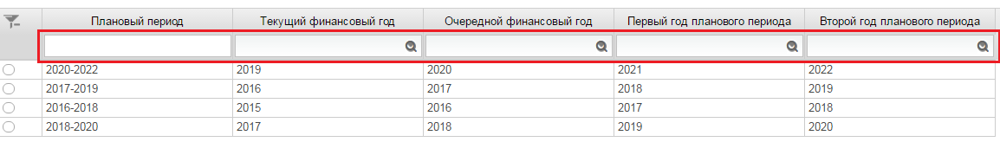 Плановый период Текущий финансовый год Очередной финансовый год Первый год планового периода Второй год планового периода
2020-2022 2019 2020 2021 2022
2017-2019 2016 2017 2018 2019
2016-2018 2015 2016 2017 2018
2018-2020 2017 2018 2019 2020